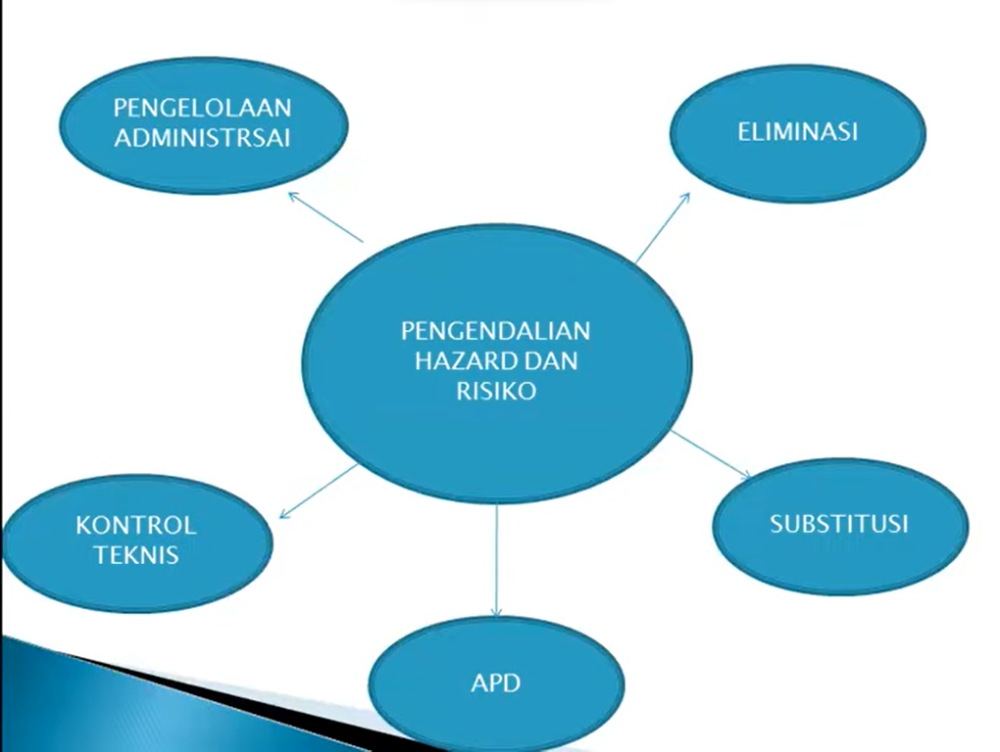 PENGELOLAAN
ADMINISTRSAI
ELIMINASI
PENGENDALIAN
HAZARD DAN
RISIKO
KONTROL
TEKNIS
SUBSTITUSI
APD